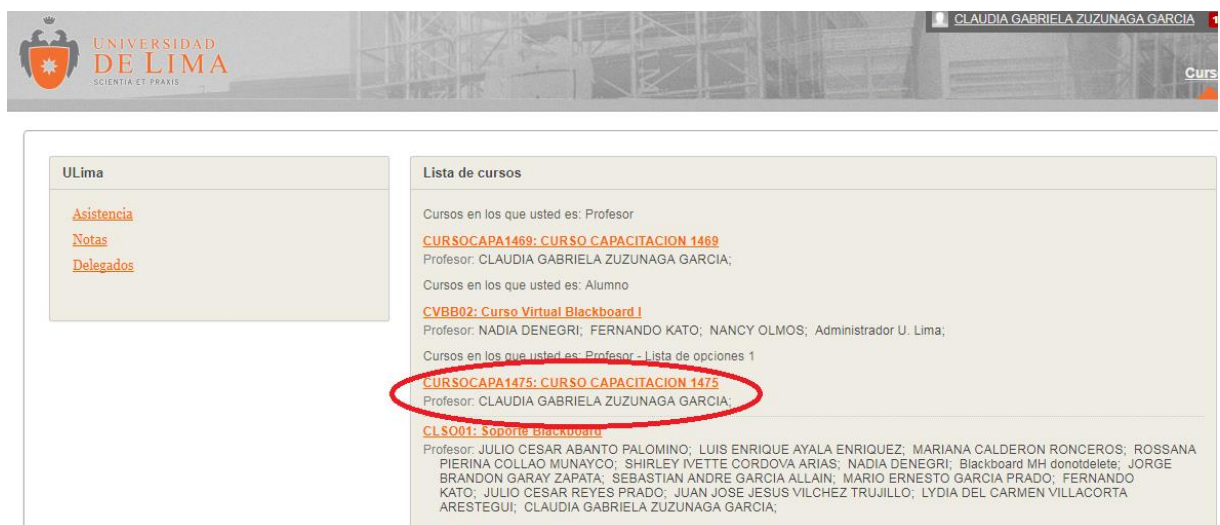 UNIVERSIDAD
DE LIMA
SCIENTIA ET PRAXIS
CLAUDIA GABRIELA ZUZUNAGA GARCIA 1
Curs
ULima
Asistencia
Notas
Delegados
Lista de cursos
Cursos en los que usted es: Profesor
CURSOCAPA1469: CURSO CAPACITACION 1469
Profesor: CLAUDIA GABRIELA ZUZUNAGA GARCIA;
Cursos en los que usted es: Alumno
CVBB02: Curso Virtual Blackboard I
Profesor: NADIA DENEGRI; FERNANDO KATO; NANCY OLMOS; Administrador U. Lima;
Cursos en los que usted es: Profesor - Lista de opciones 1
CURSOCAPA1475: CURSO CAPACITACION 1475
Profesor: CLAUDIA GABRIELA ZUZUNAGA GARCIA;
CLSO01: Soporte Blackboard
Profesor: JULIO CESAR ABANTO PALOMINO; LUIS ENRIQUE AYALA ENRIQUEZ; MARIANA CALDERON RONCEROS; ROSSANA
PIERINA COLLAO MUNAYCO; SHIRLEY IVETTE CORDOVA ARIAS; NADIA DENEGRI; Blackboard MH donotdelete; JORGE
BRANDON GARAY ZAPATA; SEBASTIAN ANDRE GARCIA ALLAIN; MARIO ERNESTO GARCIA PRADO; FERNANDO
KATO; JULIO CESAR REYES PRADO; JUAN JOSE JESUS VILCHEZ TRUJILLO; LYDIA DEL CARMEN VILLACORTA
ARESTEGUI; CLAUDIA GABRIELA ZUZUNAGA GARCIA;